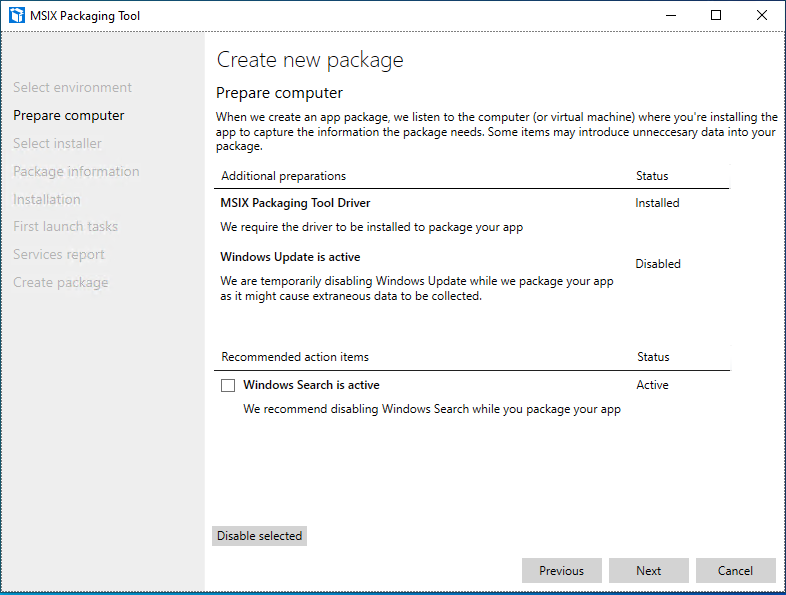 MSIX Packaging Tool
Create new package
Select environment
Prepare computer
Select installer
Package information
Installation
First launch tasks
Services report
Create package
Prepare computer
When we create an app package, we listen to the computer (or virtual machine) where you're installing the
app to capture the information the package needs. Some items may introduce unneccesary data into your
package.
Additional preparations Status
MSIX Packaging Tool Driver Installed
We require the driver to be installed to package your app
Windows Update is active
Disabled
We are temporarily disabling Windows Update while we package your app
as it might cause extraneous data to be collected.
Recommended action items Status
Windows Search is active Active
We recommend disabling Windows Search while you package your app
Disable selected
Previous Next Cancel